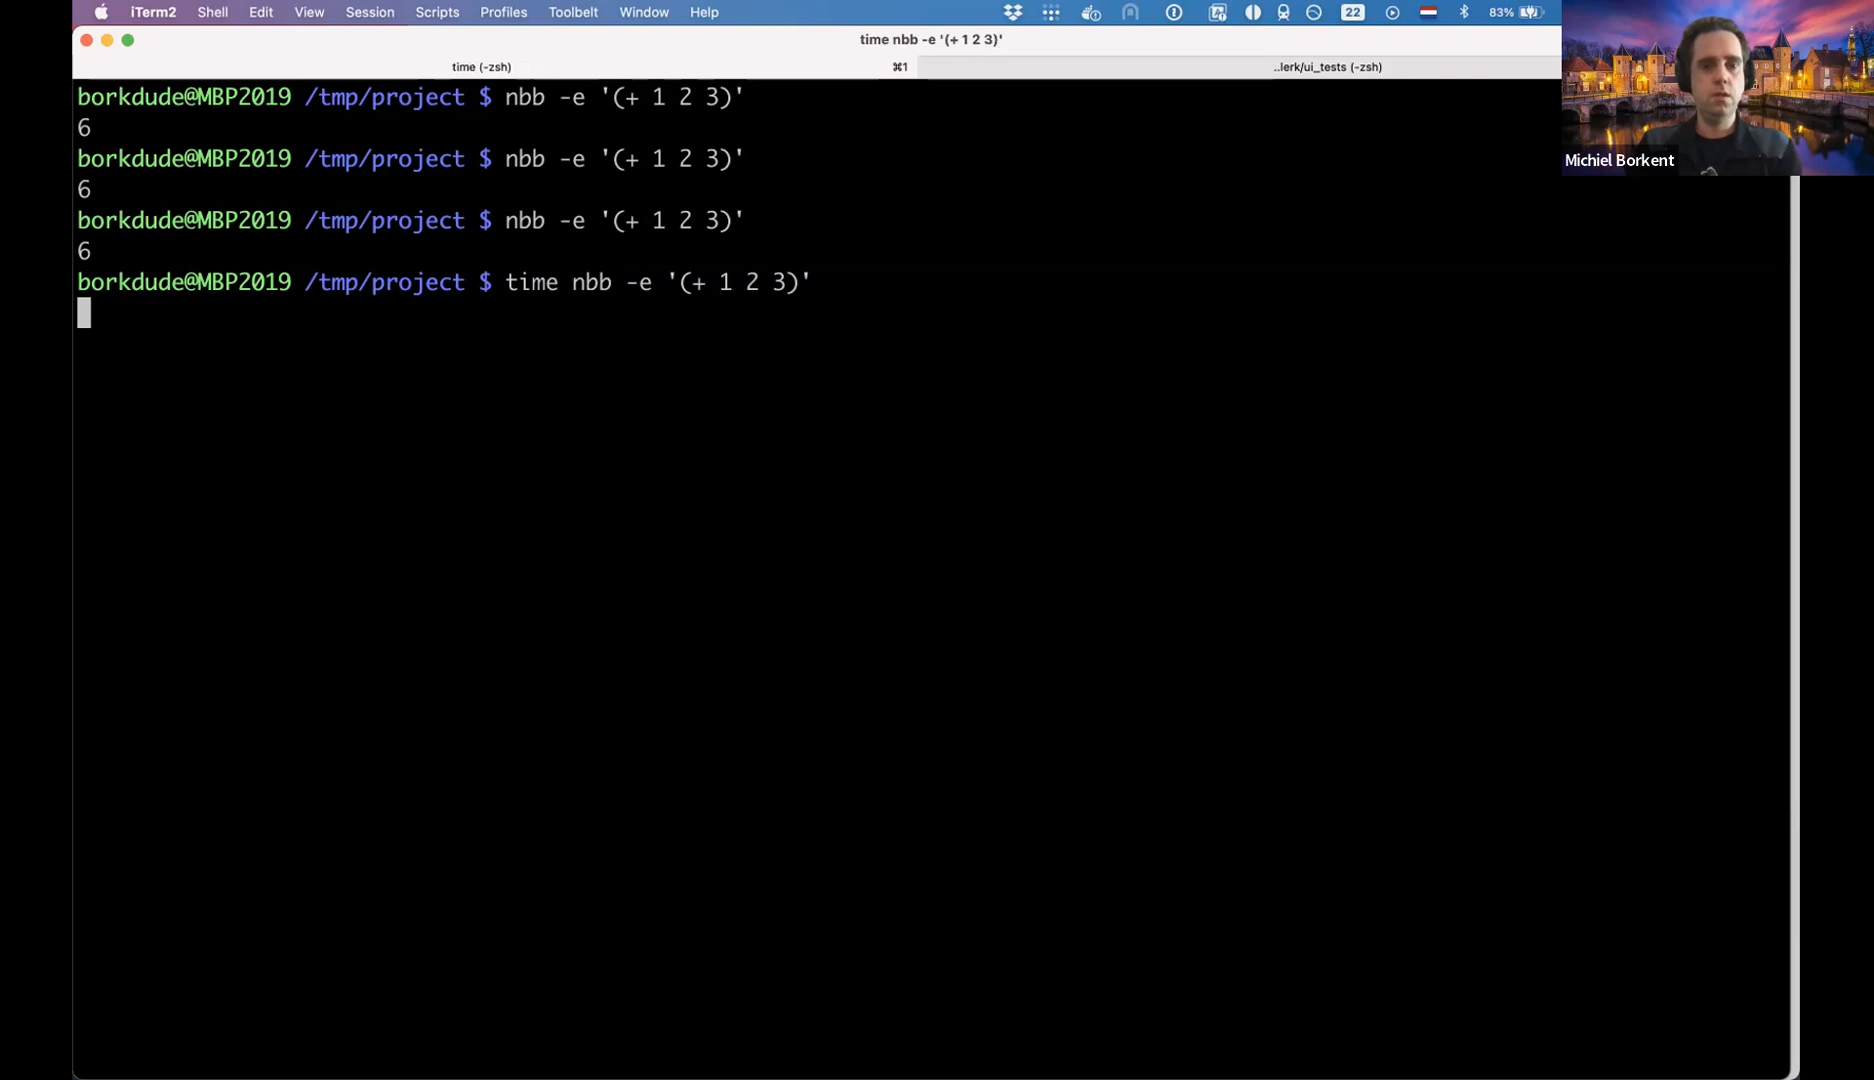 iTerm2 Shell Edit View Session Scripts Profiles Toolbelt Window Help 22 83%
time nbb -e '(+ 1 2 3)'
time (-zsh) ⌘1 ..lerk/ui_tests (-zsh)
borkdude@MBP2019 /tmp/project $ nbb -e '(+ 1 2 3)'
6
borkdude@MBP2019 /tmp/project $ nbb -e '(+ 1 2 3)'
6
borkdude@MBP2019 /tmp/project $ nbb -e '(+ 1 2 3)'
6
borkdude@MBP2019 /tmp/project $ time nbb -e '(+ 1 2 3)'
Michiel Borkent